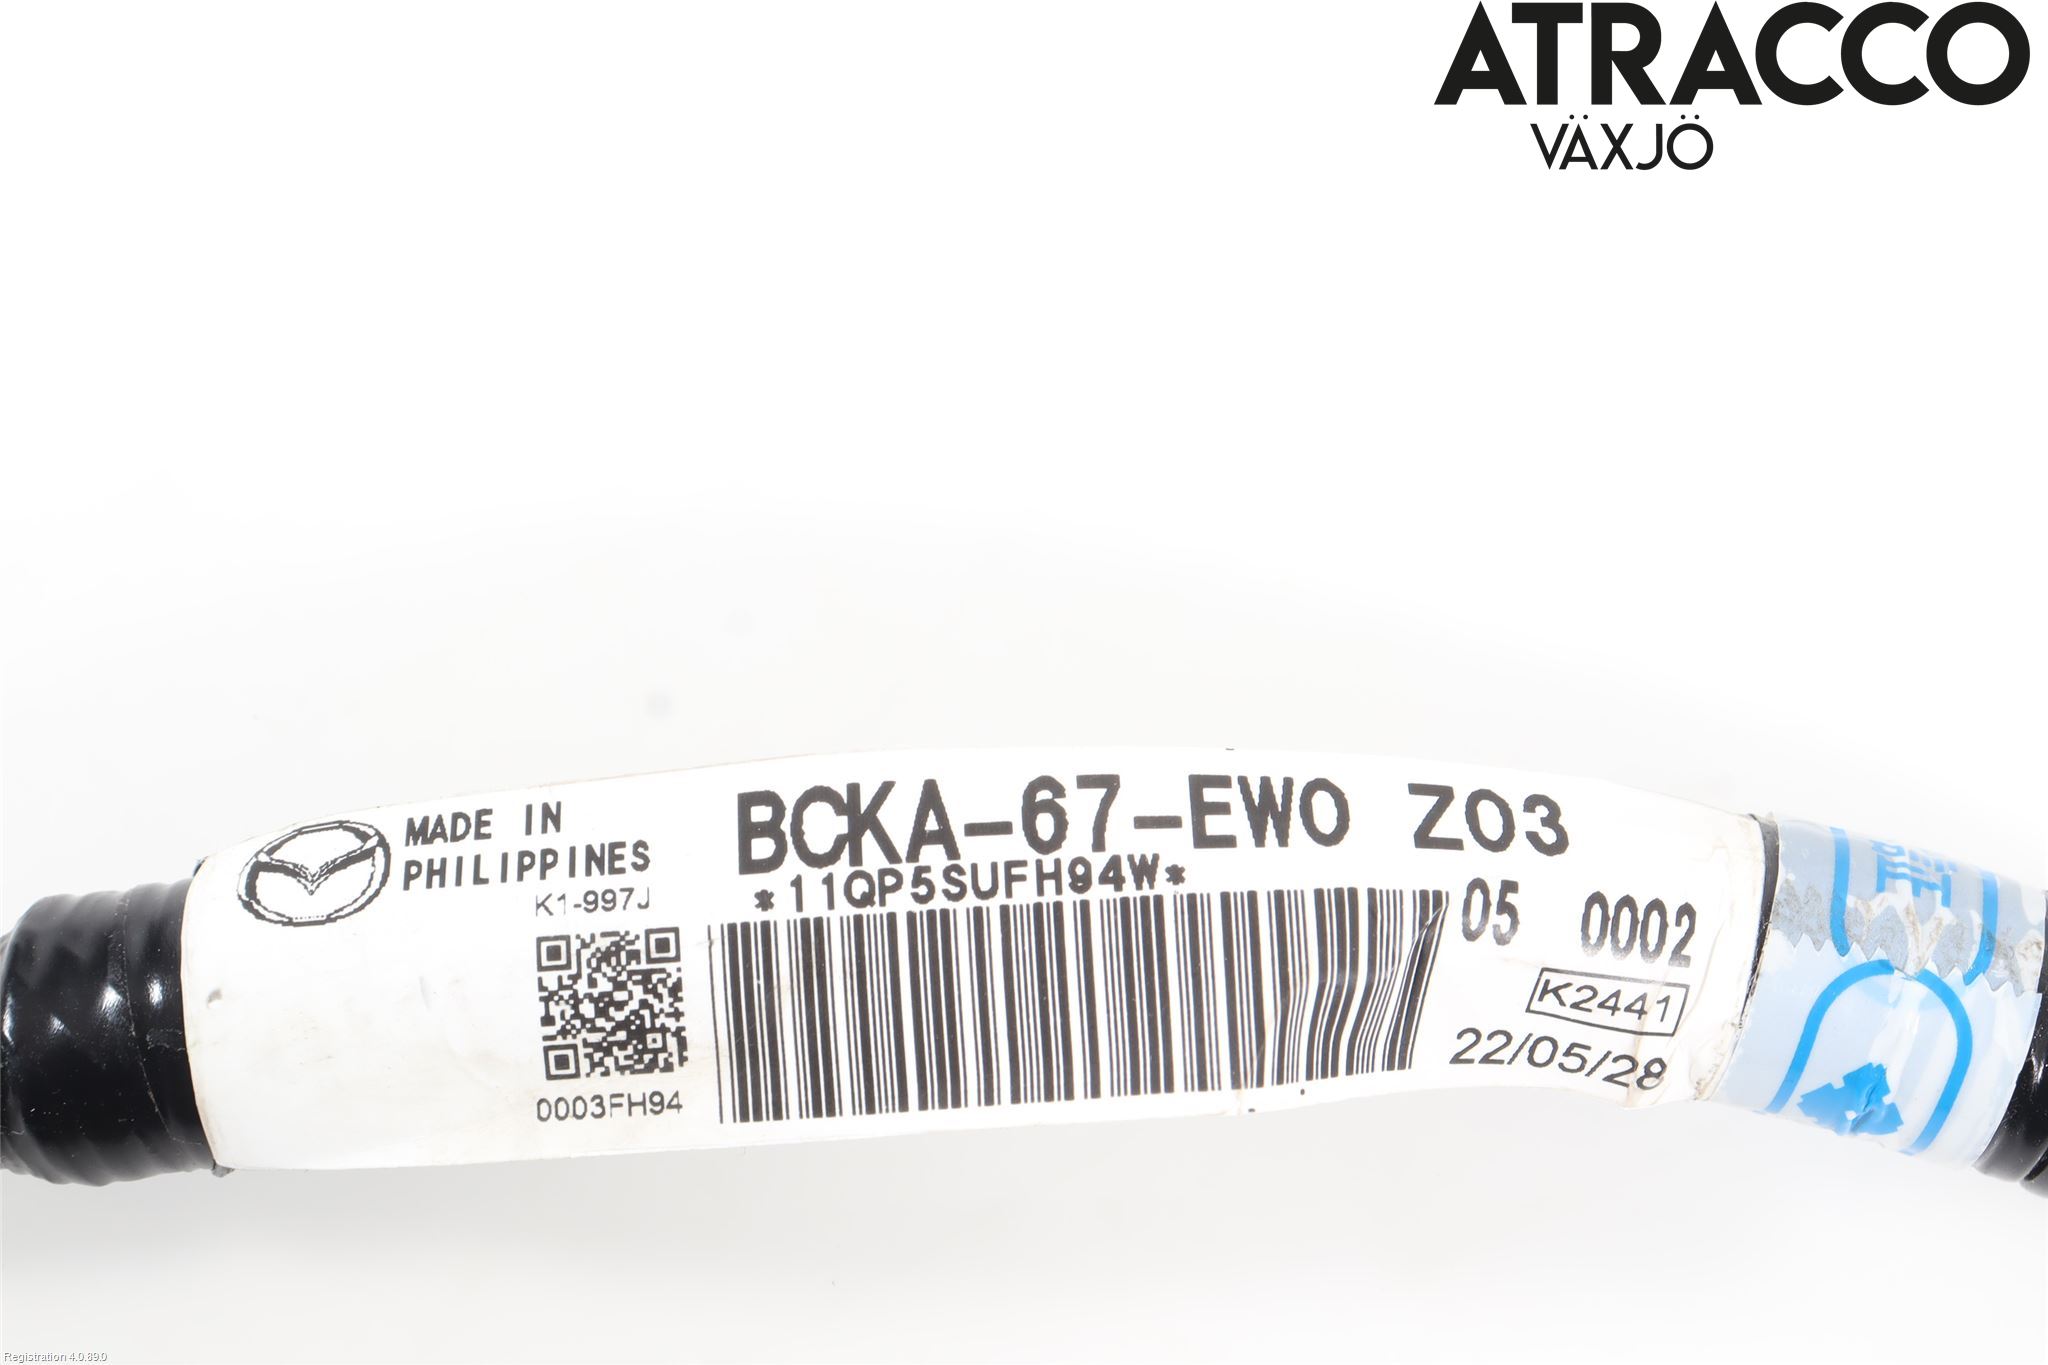 ATRACCO
VÄXJÖ
MADE IN
PHILIPPINES
K1-997J
0003FH94
BCKA-67-EW0 Z03
*11QP5SUFH94W*
05 0002
K2441
22/05/28
Registration 4.0.89.0